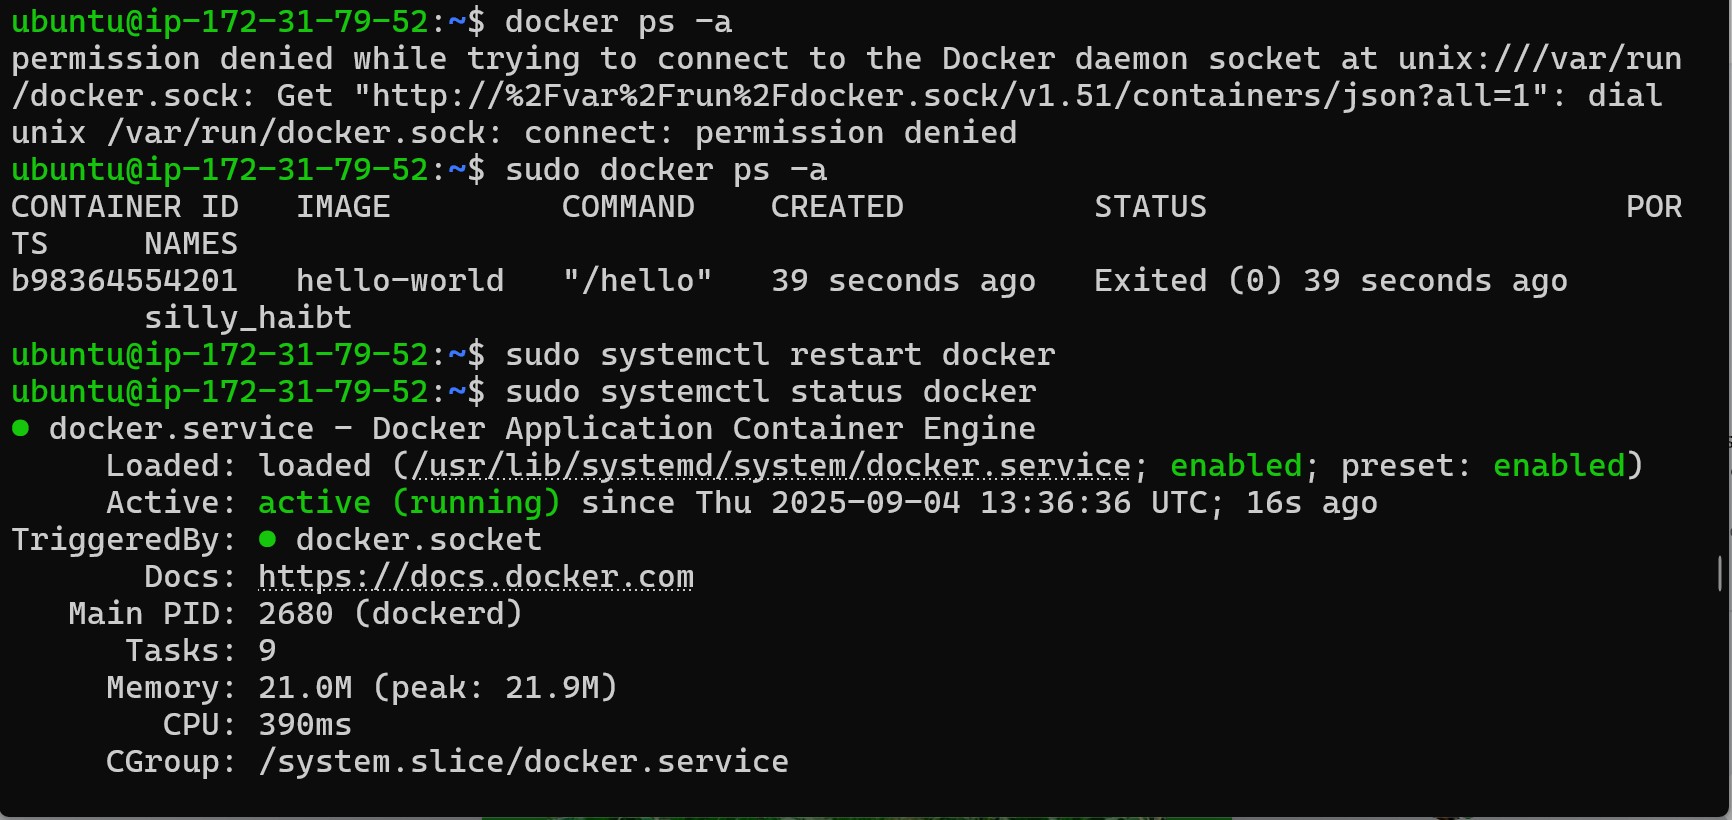 ubuntu@ip-172-31-79-52:~$ docker ps -a
permission denied while trying to connect to the Docker daemon socket at unix:///var/run
/docker.sock: Get "http://%2Fvar%2Frun%2Fdocker.sock/v1.51/containers/json?all=1": dial
unix /var/run/docker.sock: connect: permission denied
ubuntu@ip-172-31-79-52:~$ sudo docker ps -a
CONTAINER ID   IMAGE         COMMAND    CREATED          STATUS                      POR
TS     NAMES
b98364554201   hello-world   "/hello"   39 seconds ago   Exited (0) 39 seconds ago
       silly_haibt
ubuntu@ip-172-31-79-52:~$ sudo systemctl restart docker
ubuntu@ip-172-31-79-52:~$ sudo systemctl status docker
● docker.service - Docker Application Container Engine
     Loaded: loaded (/usr/lib/systemd/system/docker.service; enabled; preset: enabled)
     Active: active (running) since Thu 2025-09-04 13:36:36 UTC; 16s ago
TriggeredBy: ● docker.socket
       Docs: https://docs.docker.com
   Main PID: 2680 (dockerd)
      Tasks: 9
     Memory: 21.0M (peak: 21.9M)
        CPU: 390ms
     CGroup: /system.slice/docker.service